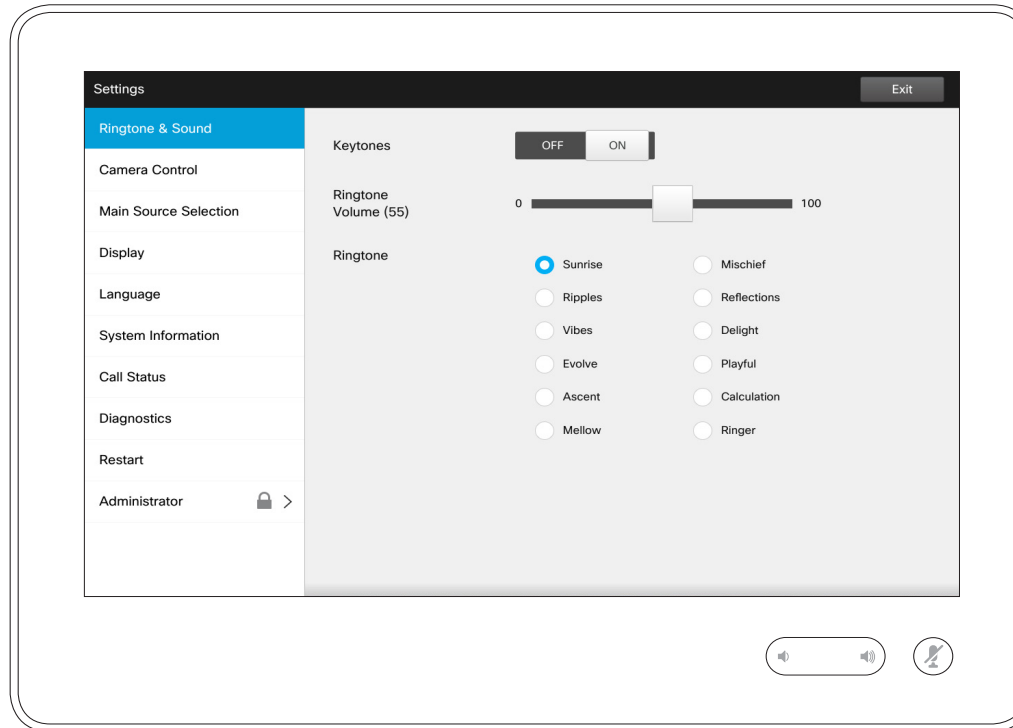 Settings
Exit
Ringtone & Sound
Camera Control
Main Source Selection
Display
Language
System Information
Call Status
Diagnostics
Restart
Administrator
Keytones
OFF ON
Ringtone
Volume (55)
0 100
Ringtone
Sunrise Mischief
Ripples Reflections
Vibes Delight
Evolve Playful
Ascent Calculation
Mellow Ringer